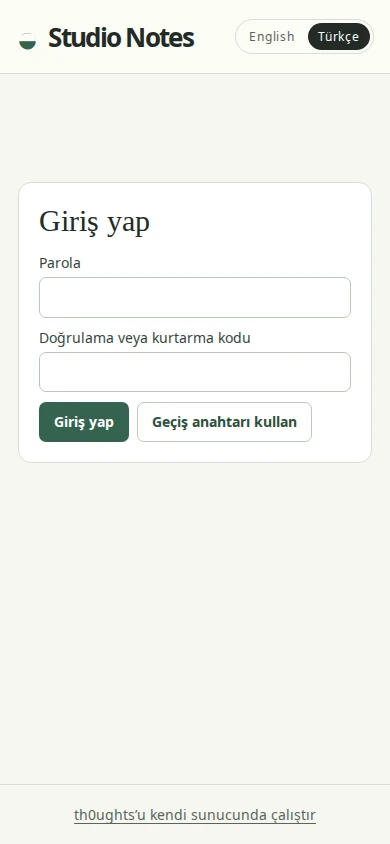 Studio Notes
English
Türkçe
Giriş yap
Parola
Doğrulama veya kurtarma kodu
Giriş yap
Geçiş anahtarı kullan
th0ughts’u kendi sunucunda çalıştır